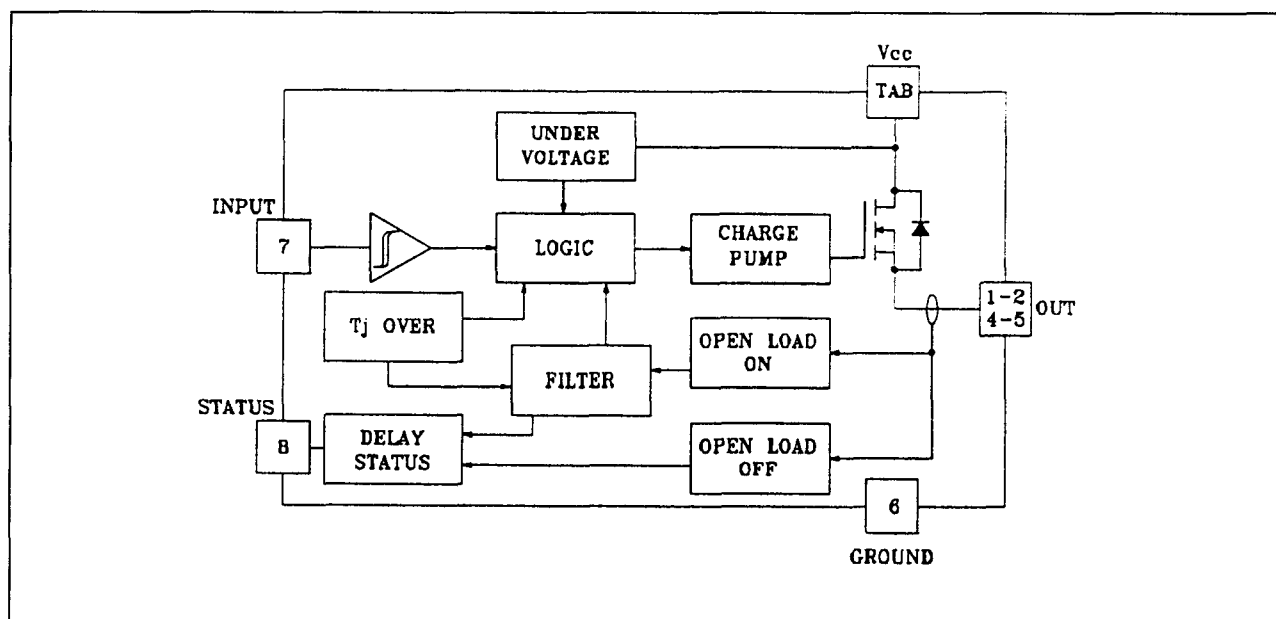 Vcc
TAB
UNDER
VOLTAGE
INPUT
7
LOGIC
CHARGE
PUMP
1-2
4-5
OUT
Tj OVER
OPEN LOAD
ON
FILTER
STATUS
8
DELAY
STATUS
OPEN LOAD
OFF
6
GROUND